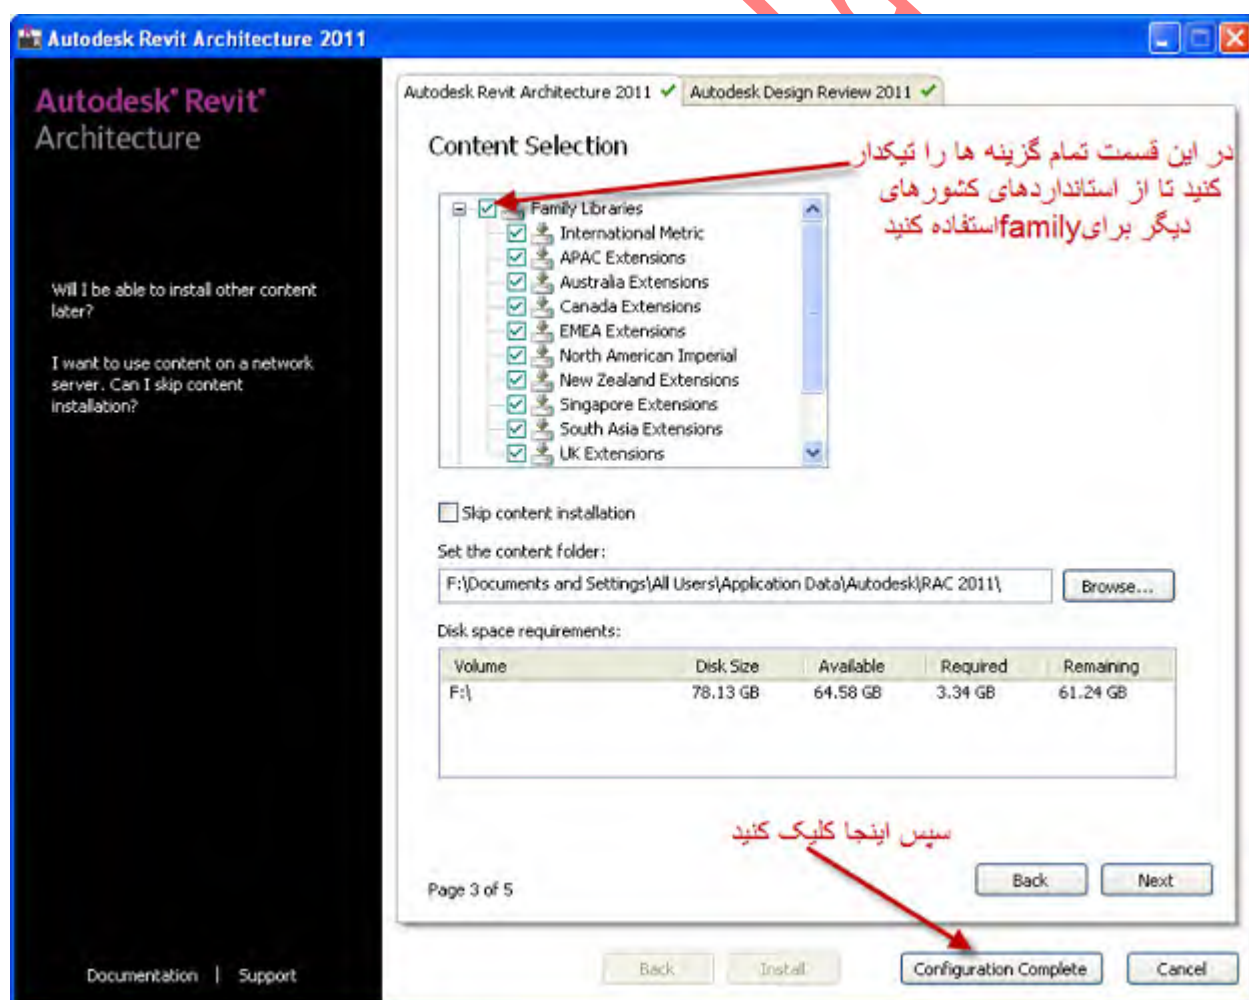 Autodesk Revit Architecture 2011
Autodesk® Revit®
Architecture
Will I be able to install other content
later?
I want to use content on a network
server. Can I skip content
installation?
Documentation | Support
Autodesk Revit Architecture 2011
Autodesk Design Review 2011
Content Selection
در این قسمت تمام گزینه ها را تیکدار
کنید تا از استانداردهای کشورهای
دیگر برای family استفاده کنید
Family Libraries
International Metric
APAC Extensions
Australia Extensions
Canada Extensions
EMEA Extensions
North American Imperial
New Zealand Extensions
Singapore Extensions
South Asia Extensions
UK Extensions
Skip content installation
Set the content folder:
F:\Documents and Settings\All Users\Application Data\Autodesk\RAC 2011\
Browse...
Disk space requirements:
Volume Disk Size Available Required Remaining
F:\ 78.13 GB 64.58 GB 3.34 GB 61.24 GB
سپس اینجا کلیک کنید
Page 3 of 5
Back Next
Back Install Configuration Complete Cancel